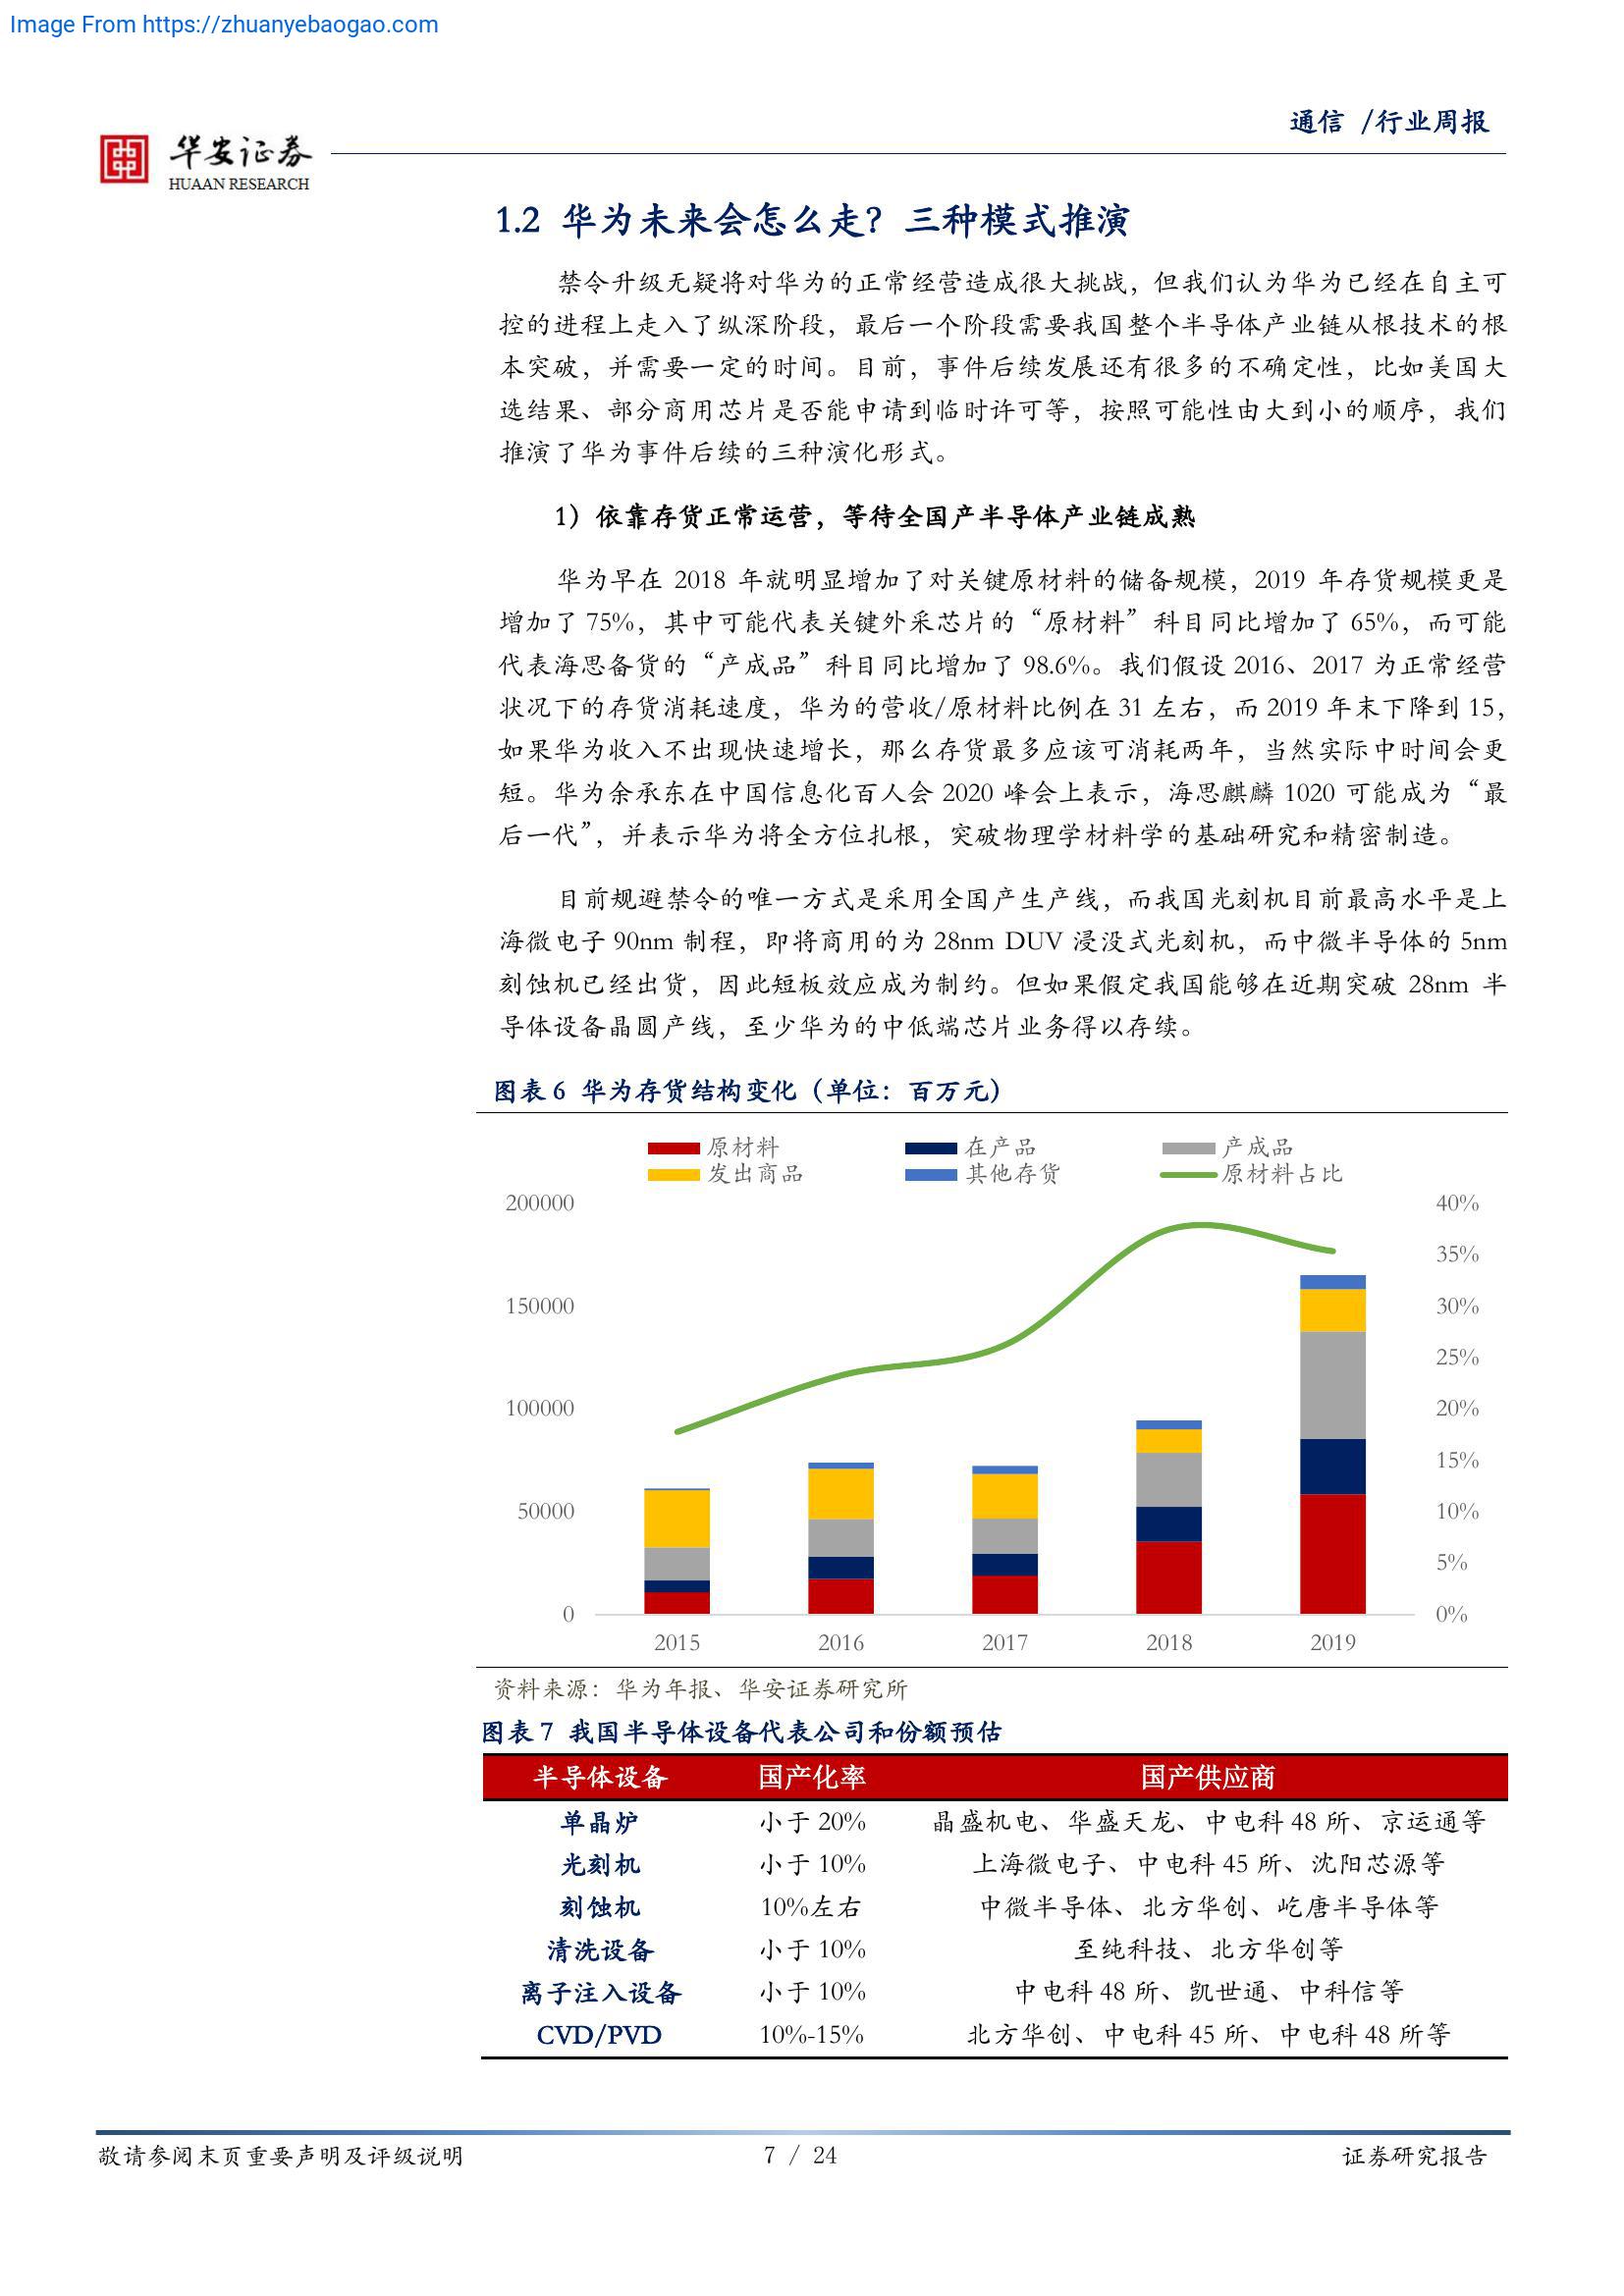 Image From https://zhuanyebaogao.com
通信 /行业周报
华安证券
HUAAN RESEARCH
1.2 华为未来会怎么走？三种模式推演
禁令升级无疑将对华为的正常经营造成很大挑战，但我们认为华为已经在自主可
控的进程上走入了纵深阶段，最后一个阶段需要我国整个半导体产业链从根技术的根
本突破，并需要一定的时间。目前，事件后续发展还有很多的不确定性，比如美国大
选结果、部分商用芯片是否能申请到临时许可等，按照可能性由大到小的顺序，我们
推演了华为事件后续的三种演化形式。
1）依靠存货正常运营，等待全国产半导体产业链成熟
华为早在 2018 年就明显增加了对关键原材料的储备规模，2019 年存货规模更是
增加了 75%，其中可能代表关键外采芯片的“原材料”科目同比增加了 65%，而可能
代表海思备货的“产成品”科目同比增加了 98.6%。我们假设 2016、2017 为正常经营
状况下的存货消耗速度，华为的营收/原材料比例在 31 左右，而 2019 年末下降到 15，
如果华为收入不出现快速增长，那么存货最多应该可消耗两年，当然实际中时间会更
短。华为余承东在中国信息化百人会 2020 峰会上表示，海思麒麟 1020 可能成为“最
后一代”，并表示华为将全方位扎根，突破物理学材料学的基础研究和精密制造。
目前规避禁令的唯一方式是采用全国产生产线，而我国光刻机目前最高水平是上
海微电子 90nm 制程，即将商用的为 28nm DUV 浸没式光刻机，而中微半导体的 5nm
刻蚀机已经出货，因此短板效应成为制约。但如果假定我国能够在近期突破 28nm 半
导体设备晶圆产线，至少华为的中低端芯片业务得以存续。
图表 6 华为存货结构变化（单位：百万元）
原材料 在产品 产成品
发出商品 其他存货 原材料占比
200000 40%
35%
150000 30%
25%
100000 20%
15%
50000 10%
5%
0 0%
2015 2016 2017 2018 2019
资料来源：华为年报、华安证券研究所
图表 7 我国半导体设备代表公司和份额预估
半导体设备 国产化率 国产供应商
单晶炉 小于 20% 晶盛机电、华盛天龙、中电科 48 所、京运通等
光刻机 小于 10% 上海微电子、中电科 45 所、沈阳芯源等
刻蚀机 10%左右 中微半导体、北方华创、屹唐半导体等
清洗设备 小于 10% 至纯科技、北方华创等
离子注入设备 小于 10% 中电科 48 所、凯世通、中科信等
CVD/PVD 10%-15% 北方华创、中电科 45 所、中电科 48 所等
敬请参阅末页重要声明及评级说明 7 / 24 证券研究报告